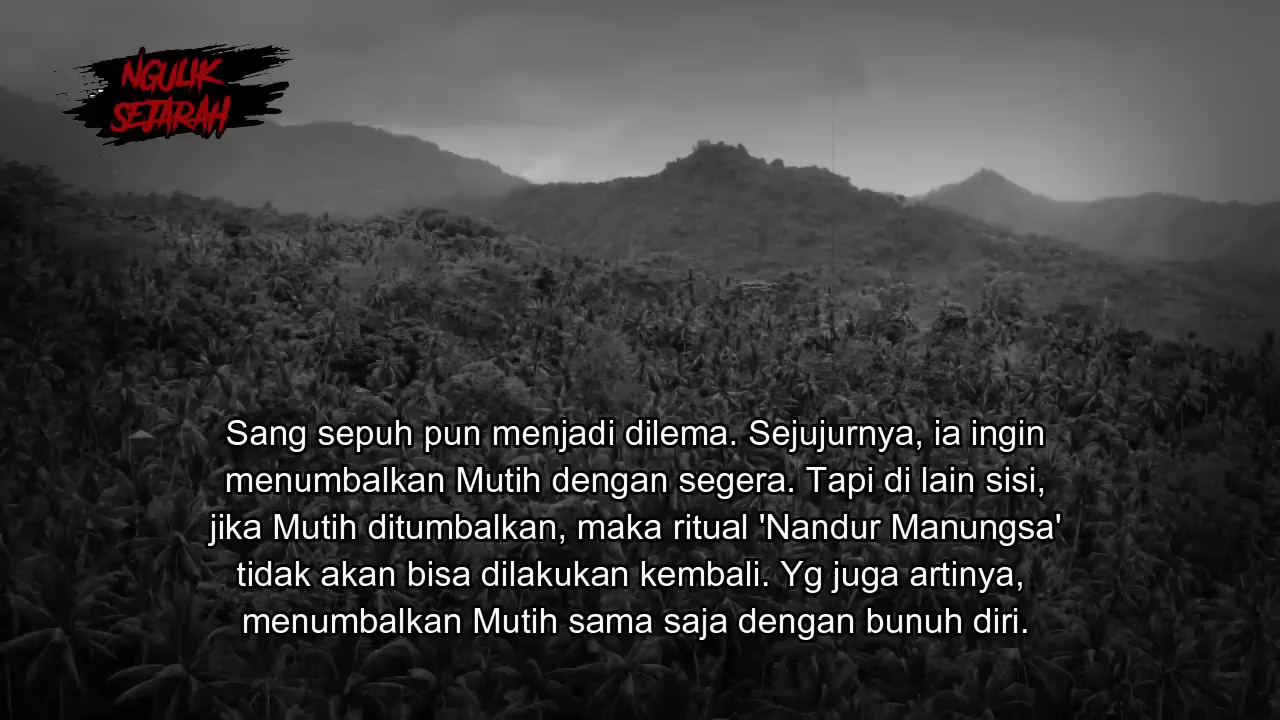 NGULIK
SEJARAH
Sang sepuh pun menjadi dilema. Sejujurnya, ia ingin
menumbalkan Mutih dengan segera. Tapi di lain sisi,
jika Mutih ditumbalkan, maka ritual 'Nandur Manungsa'
tidak akan bisa dilakukan kembali. Yg juga artinya,
menumbalkan Mutih sama saja dengan bunuh diri.